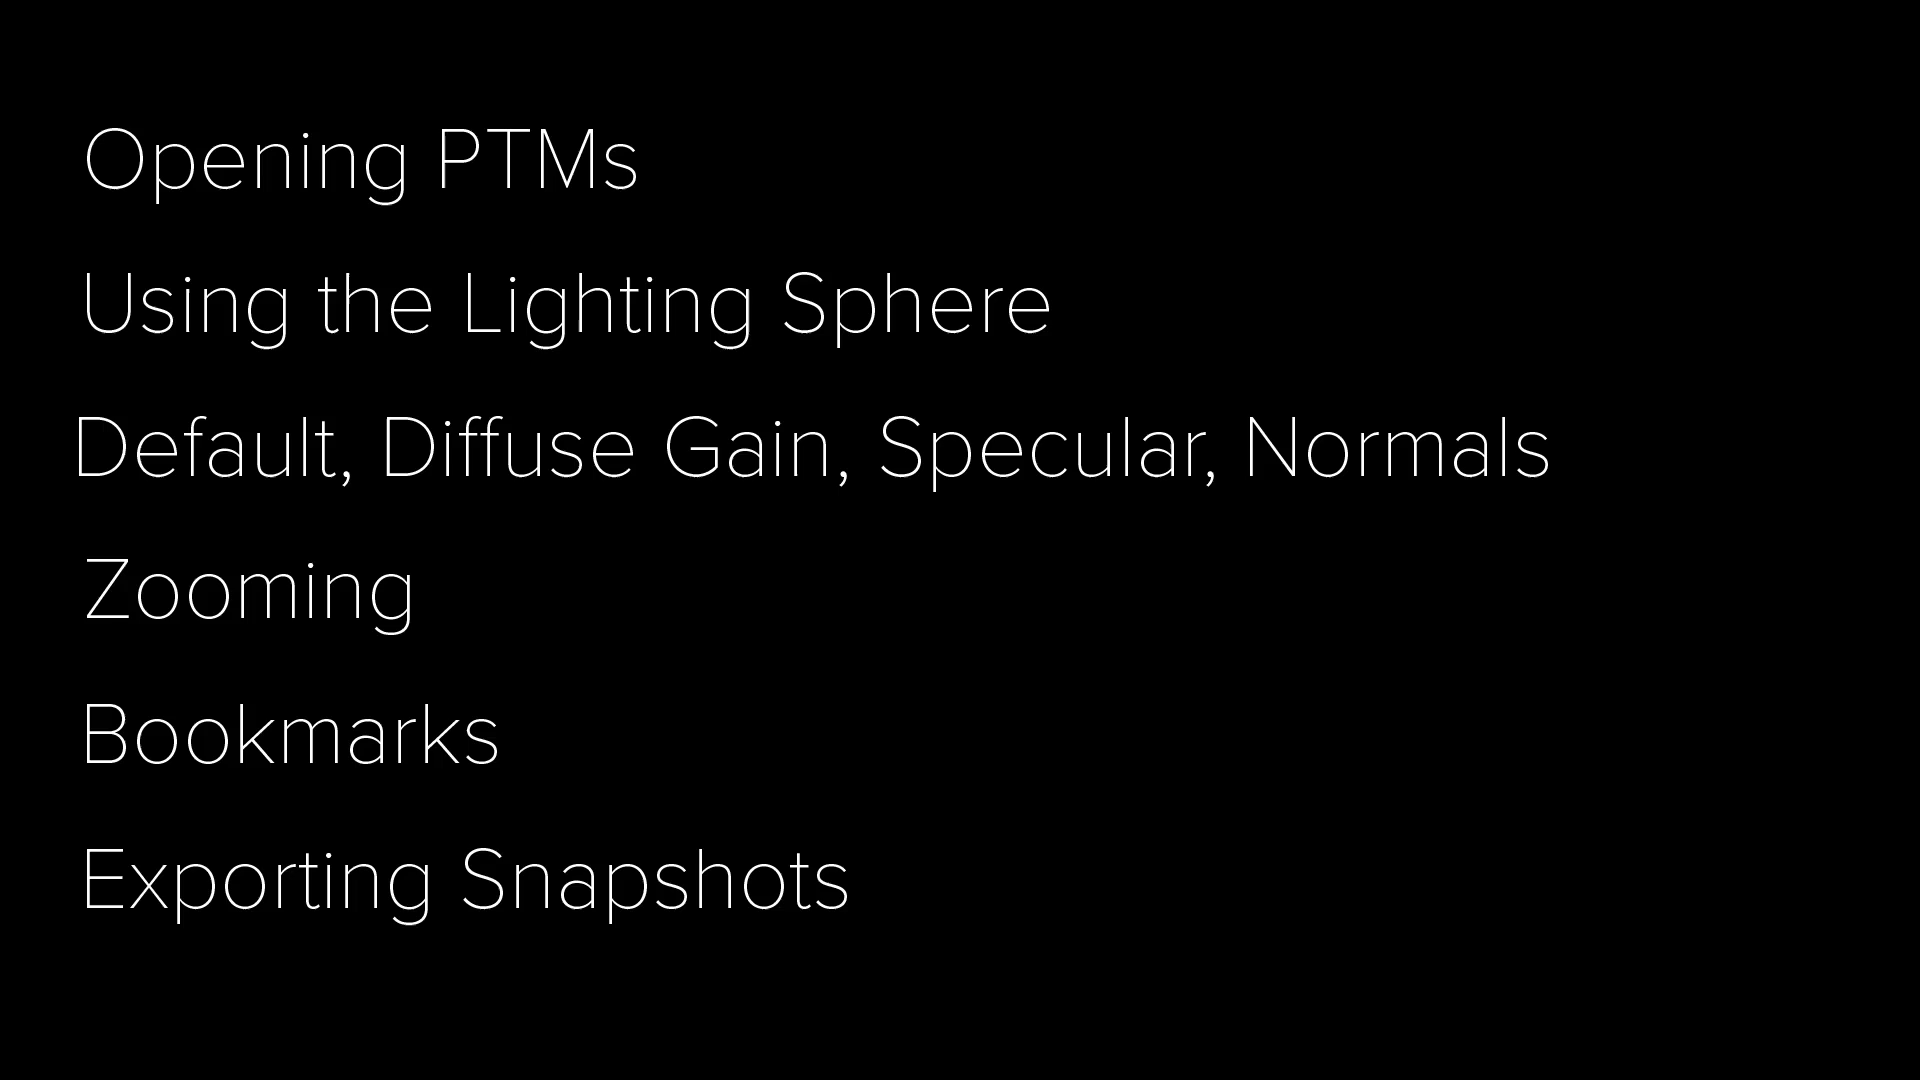 Opening PTMs
Using the Lighting Sphere
Default, Diffuse Gain, Specular, Normals
Zooming
Bookmarks
Exporting Snapshots